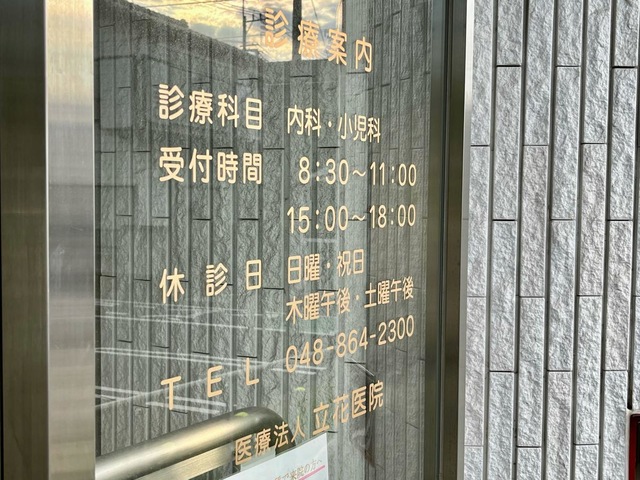 診療案内
診療科目 内科・小児科
受付時間 8:30～11:00
15:00～18:00
休診日 日曜・祝日
木曜午後・土曜午後
TEL 048-864-2300
医療法人 立花医院